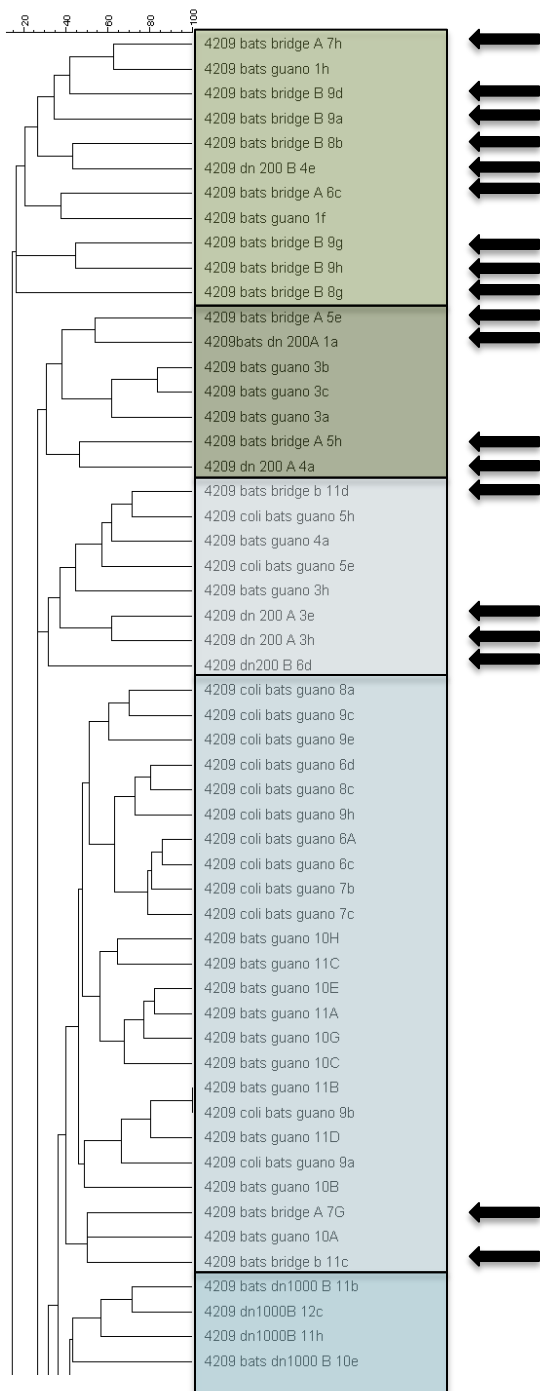 20 40 60 80 100
4209 bats bridge A 7h
4209 bats guano 1h
4209 bats bridge B 9d
4209 bats bridge B 9a
4209 bats bridge B 8b
4209 dn 200 B 4e
4209 bats bridge A 6c
4209 bats guano 1f
4209 bats bridge B 9g
4209 bats bridge B 9h
4209 bats bridge B 8g
4209 bats bridge A 5e
4209bats dn 200A 1a
4209 bats guano 3b
4209 bats guano 3c
4209 bats guano 3a
4209 bats bridge A 5h
4209 dn 200 A 4a
4209 bats bridge b 11d
4209 coli bats guano 5h
4209 bats guano 4a
4209 coli bats guano 5e
4209 bats guano 3h
4209 dn 200 A 3e
4209 dn 200 A 3h
4209 dn200 B 6d
4209 coli bats guano 8a
4209 coli bats guano 9c
4209 coli bats guano 9e
4209 coli bats guano 6d
4209 coli bats guano 8c
4209 coli bats guano 9h
4209 coli bats guano 6A
4209 coli bats guano 6c
4209 coli bats guano 7b
4209 coli bats guano 7c
4209 bats guano 10H
4209 bats guano 11C
4209 bats guano 10E
4209 bats guano 11A
4209 bats guano 10G
4209 bats guano 10C
4209 bats guano 11B
4209 coli bats guano 9b
4209 bats guano 11D
4209 coli bats guano 9a
4209 bats guano 10B
4209 bats bridge A 7G
4209 bats guano 10A
4209 bats bridge b 11c
4209 bats dn1000 B 11b
4209 dn1000B 12c
4209 dn1000B 11h
4209 bats dn1000 B 10e